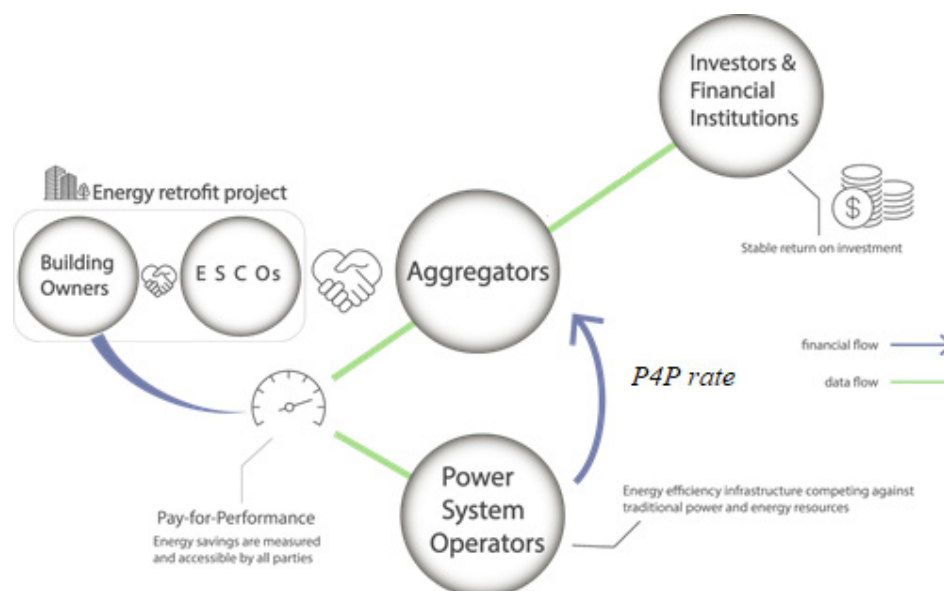 Investors &
Financial
Institutions
$
Stable return on investment
Energy retrofit project
Building
Owners
E S C Os
Aggregators
financial flow
P4P rate
data flow
Power
System
Operators
Energy efficiency infrastructure competing against
traditional power and energy resources
Pay-for-Performance
Energy savings are measured
and accessible by all parties